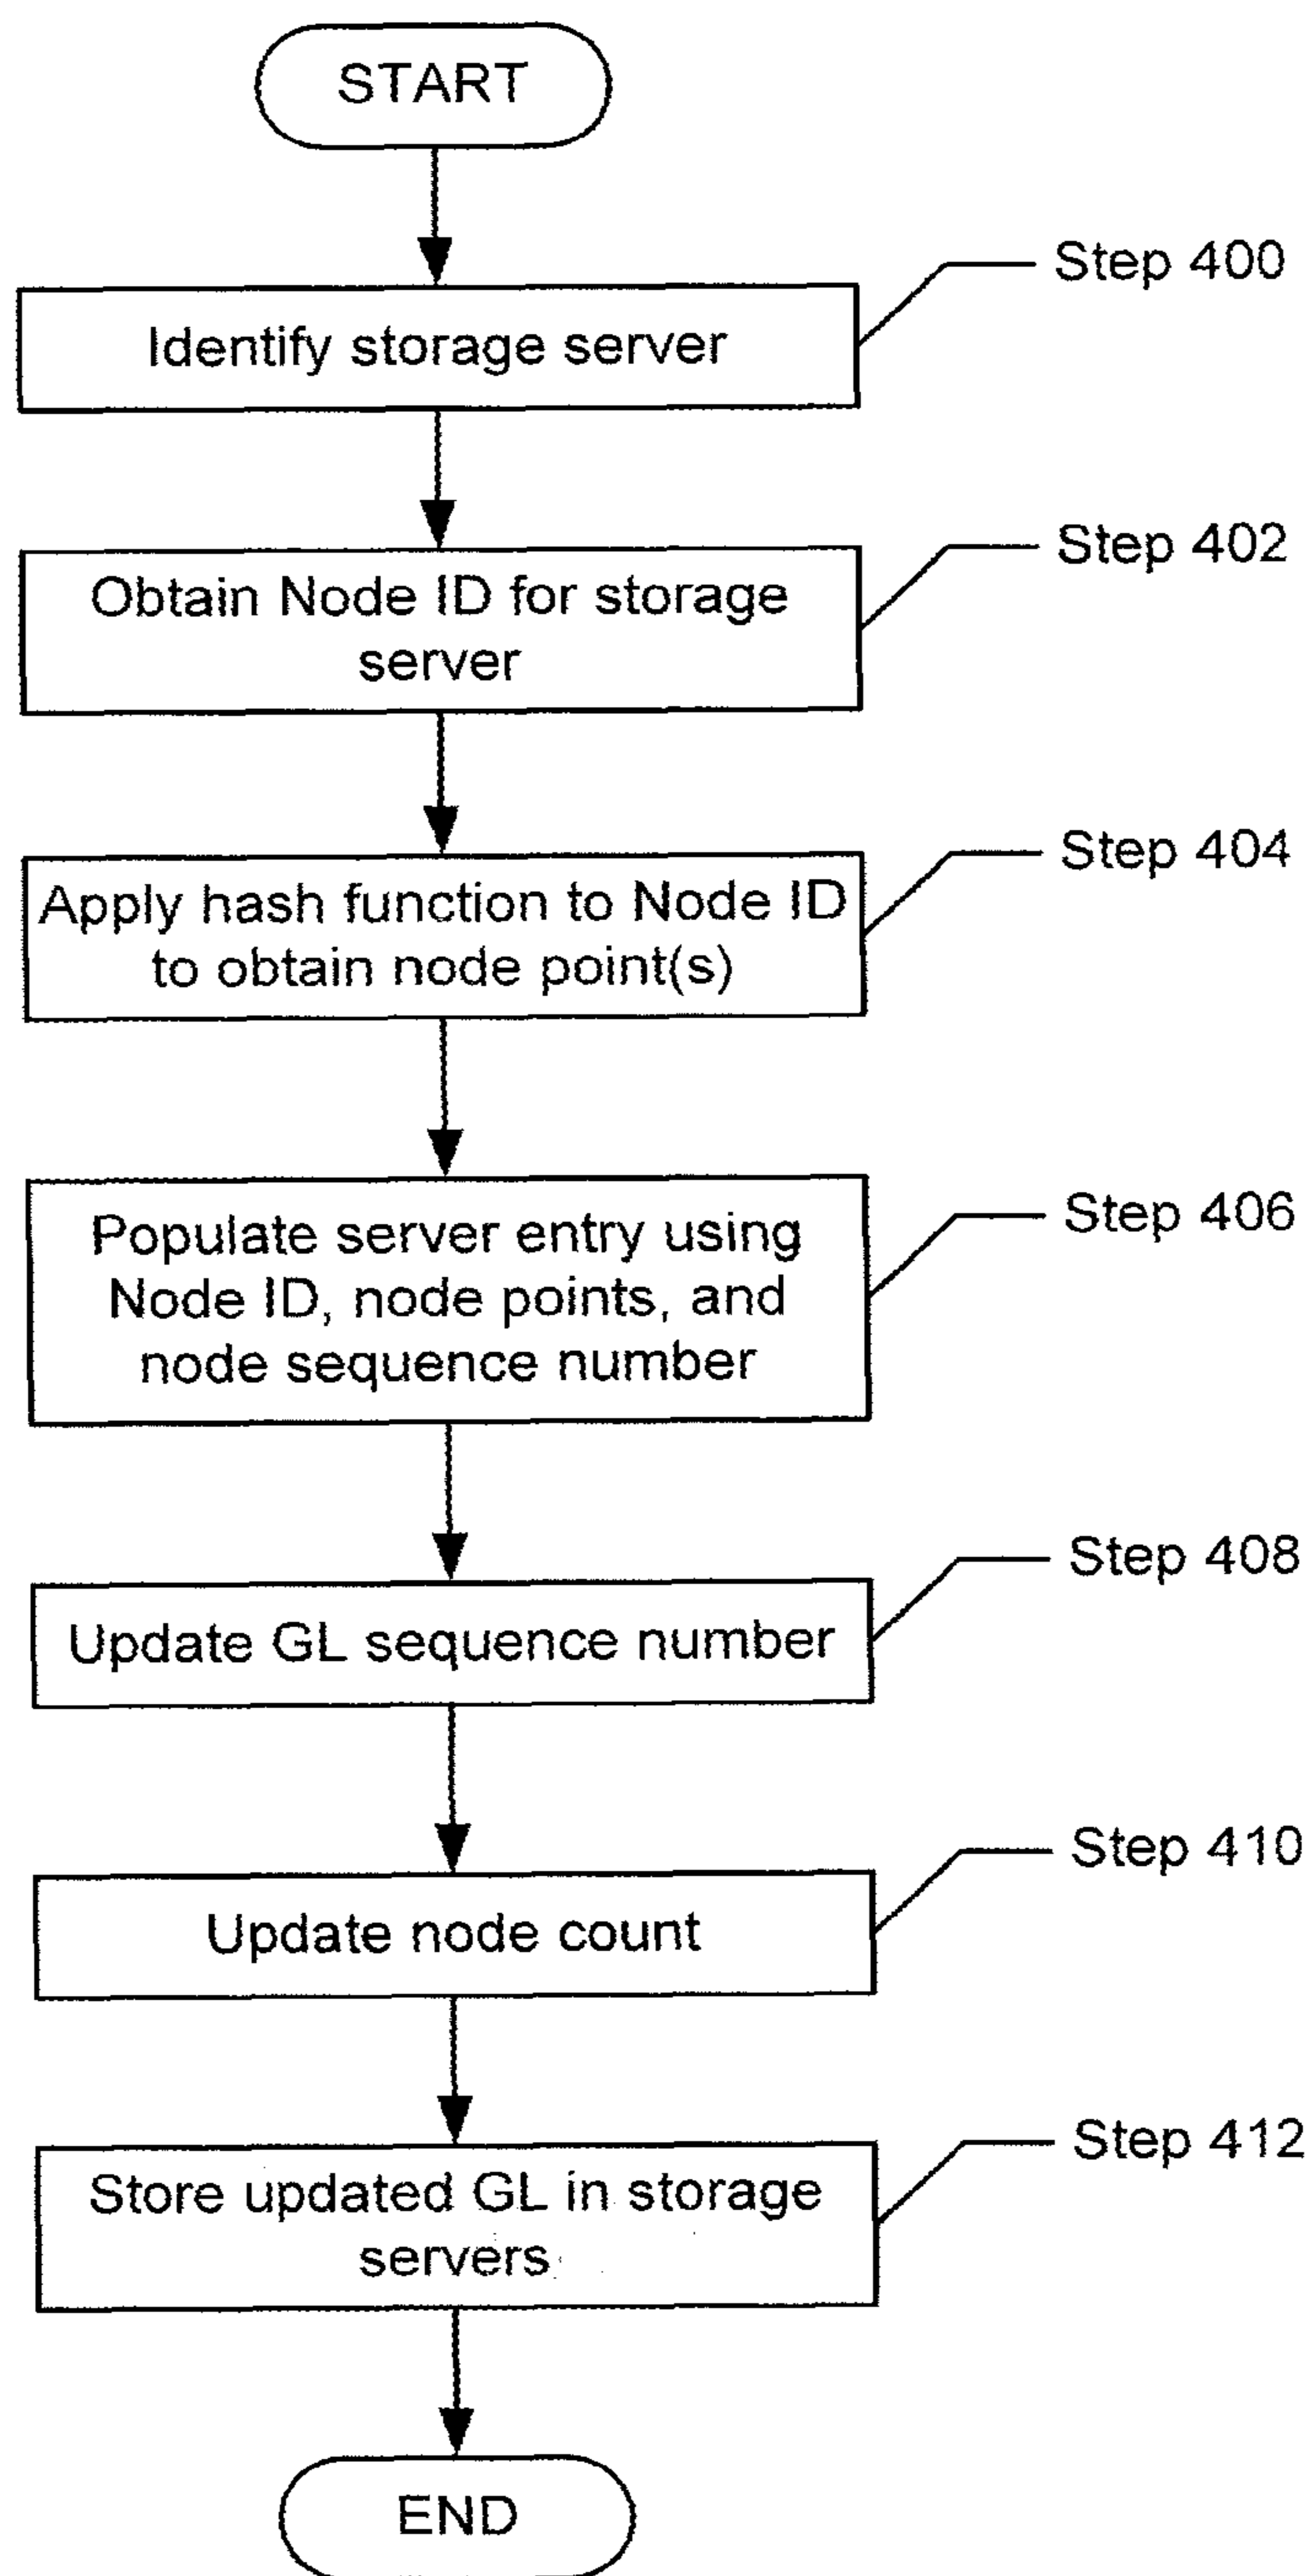 START
Step 400
Identify storage server
Step 402
Obtain Node ID for storage
server
Step 404
Apply hash function to Node ID
to obtain node point(s)
Step 406
Populate server entry using
Node ID, node points, and
node sequence number
Step 408
Update GL sequence number
Step 410
Update node count
Step 412
Store updated GL in storage
servers
END